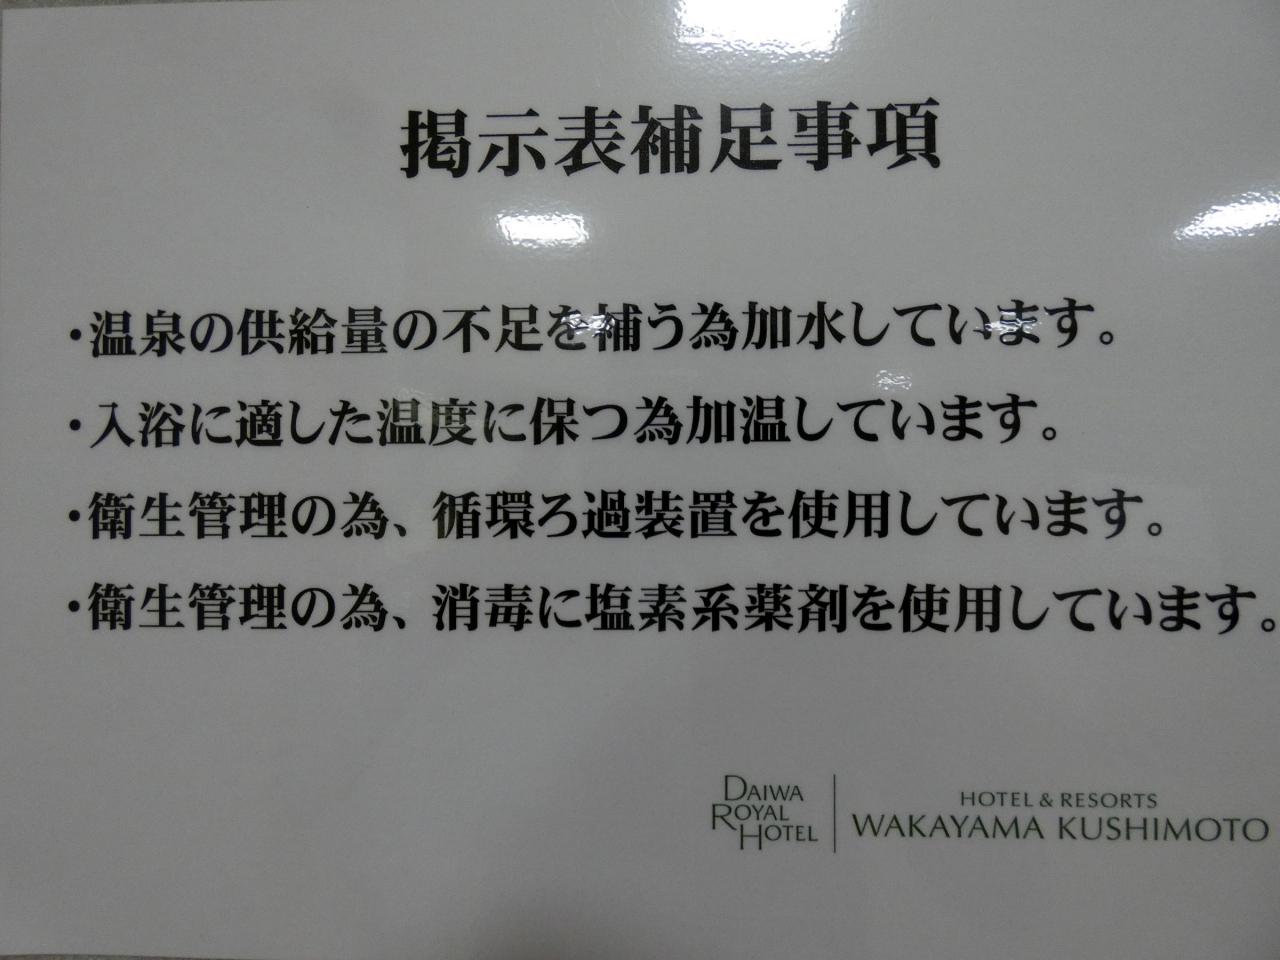 掲示表補足事項
・温泉の供給量の不足を補う為加水しています。
・入浴に適した温度に保つ為加温しています。
・衛生管理の為、循環ろ過装置を使用しています。
・衛生管理の為、消毒に塩素系薬剤を使用しています。
DAIWA
ROYAL
HOTEL
HOTEL & RESORTS
WAKAYAMA KUSHIMOTO